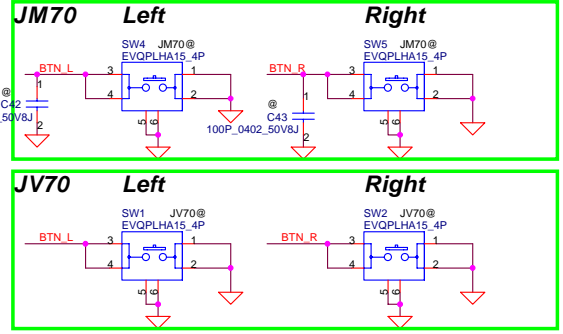 JM70 Left Right
SW4 JM70@
EVQPLHA15_4P
SW5 JM70@
EVQPLHA15_4P
BTN_L
3
4
1
2
5
6
BTN_R
3
4
1
2
5
6
@
C42
_50V8J
1
2
@
C43
100P_0402_50V8J
1
2
JV70 Left Right
SW1 JV70@
EVQPLHA15_4P
SW2 JV70@
EVQPLHA15_4P
BTN_L
3
4
1
2
5
6
BTN_R
3
4
1
2
5
6